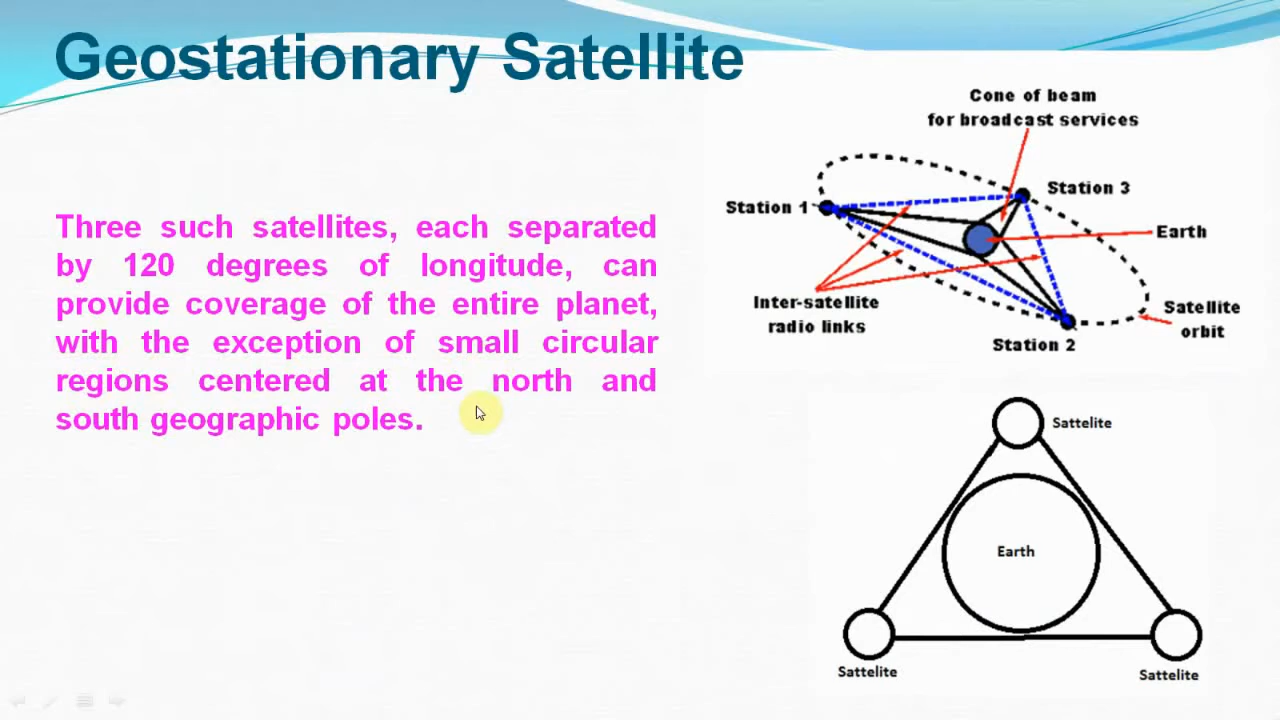 Geostationary Satellite
Three such satellites, each separated
by 120 degrees of longitude, can
provide coverage of the entire planet,
with the exception of small circular
regions centered at the north and
south geographic poles.
Cone of beam
for broadcast services
Station 3
Station 1
Earth
Inter-satellite
radio links
Satellite
orbit
Station 2
Sattelite
Earth
Sattelite
Sattelite